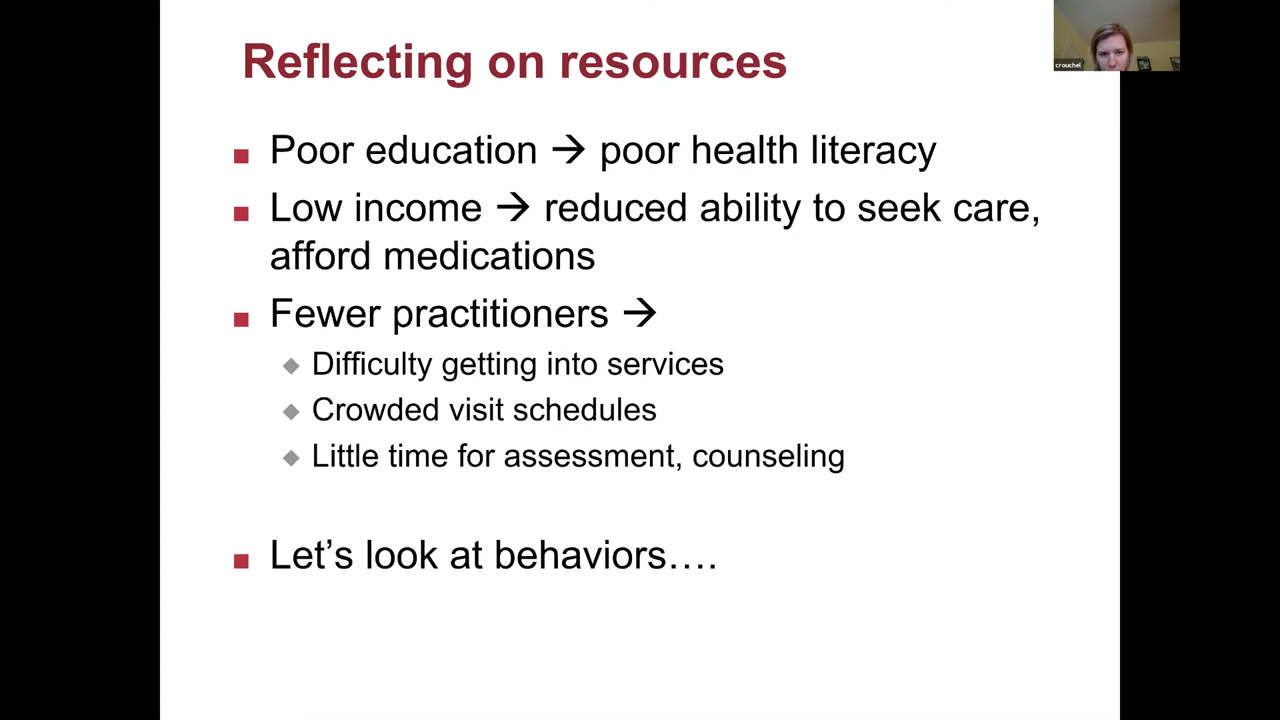 Reflecting on resources
crouchel
■ Poor education → poor health literacy
■ Low income → reduced ability to seek care,
afford medications
■ Fewer practitioners →
◆ Difficulty getting into services
◆ Crowded visit schedules
◆ Little time for assessment, counseling
■ Let’s look at behaviors….